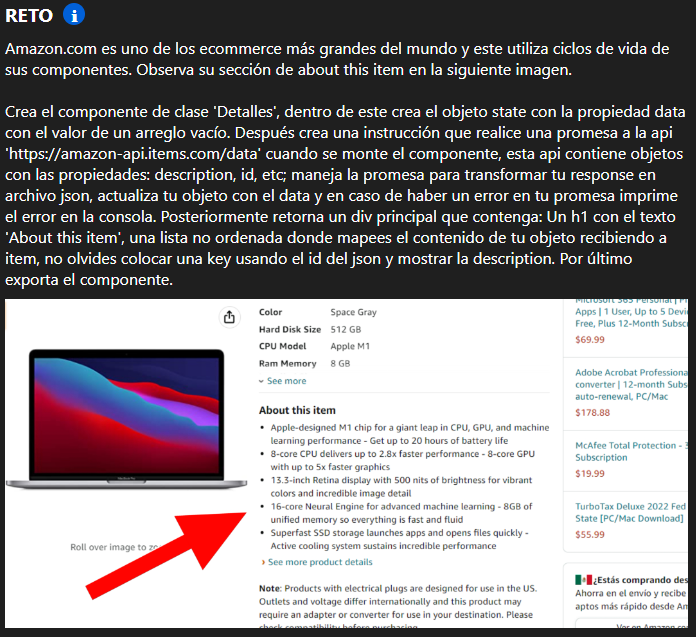 RETO
Amazon.com es uno de los ecommerce más grandes del mundo y este utiliza ciclos de vida de
sus componentes. Observa su sección de about this item en la siguiente imagen.
Crea el componente de clase 'Detalles', dentro de este crea el objeto state con la propiedad data
con el valor de un arreglo vacío. Después crea una instrucción que realice una promesa a la api
'https://amazon-api.items.com/data' cuando se monte el componente, esta api contiene objetos
con las propiedades: description, id, etc; maneja la promesa para transformar tu response en
archivo json, actualiza tu objeto con el data y en caso de haber un error en tu promesa imprime
el error en la consola. Posteriormente retorna un div principal que contenga: Un h1 con el texto
'About this item', una lista no ordenada donde mapees el contenido de tu objeto recibiendo a
item, no olvides colocar una key usando el id del json y mostrar la description. Por último
exporta el componente.
Color Space Gray
Hard Disk Size 512 GB
CPU Model Apple M1
Ram Memory 8 GB
See more
About this item
• Apple-designed M1 chip for a giant leap in CPU, GPU, and machine
learning performance - Get up to 20 hours of battery life
• 8-core CPU delivers up to 2.8x faster performance - 8-core GPU
with up to 5x faster graphics
• 13.3-inch Retina display with 500 nits of brightness for vibrant
colors and incredible image detail
• 16-core Neural Engine for advanced machine learning - 8GB of
unified memory so everything is fast and fluid
• Superfast SSD storage launches apps and opens files quickly -
Active cooling system sustains incredible performance
› See more product details
Note: Products with electrical plugs are designed for use in the US.
Outlets and voltage differ internationally and this product may
require an adapter or converter for use in your destination. Please
check compatibility before purchasing.
Roll over image to
Microsoft 365 Personal |
Apps | 1 User, Up to 5
Free, Plus 12-Month
$69.99
Adobe Acrobat
converter | 12-month
auto-renewal, PC/Mac
$178.88
McAfee Total Protection -
Subscription
$19.99
TurboTax Deluxe 2022 Fed
State [PC/Mac Download]
$55.99
¿Estás comprando
Ahorra en el envío y recibe
aptos más rápido desde
Ver en Amazon